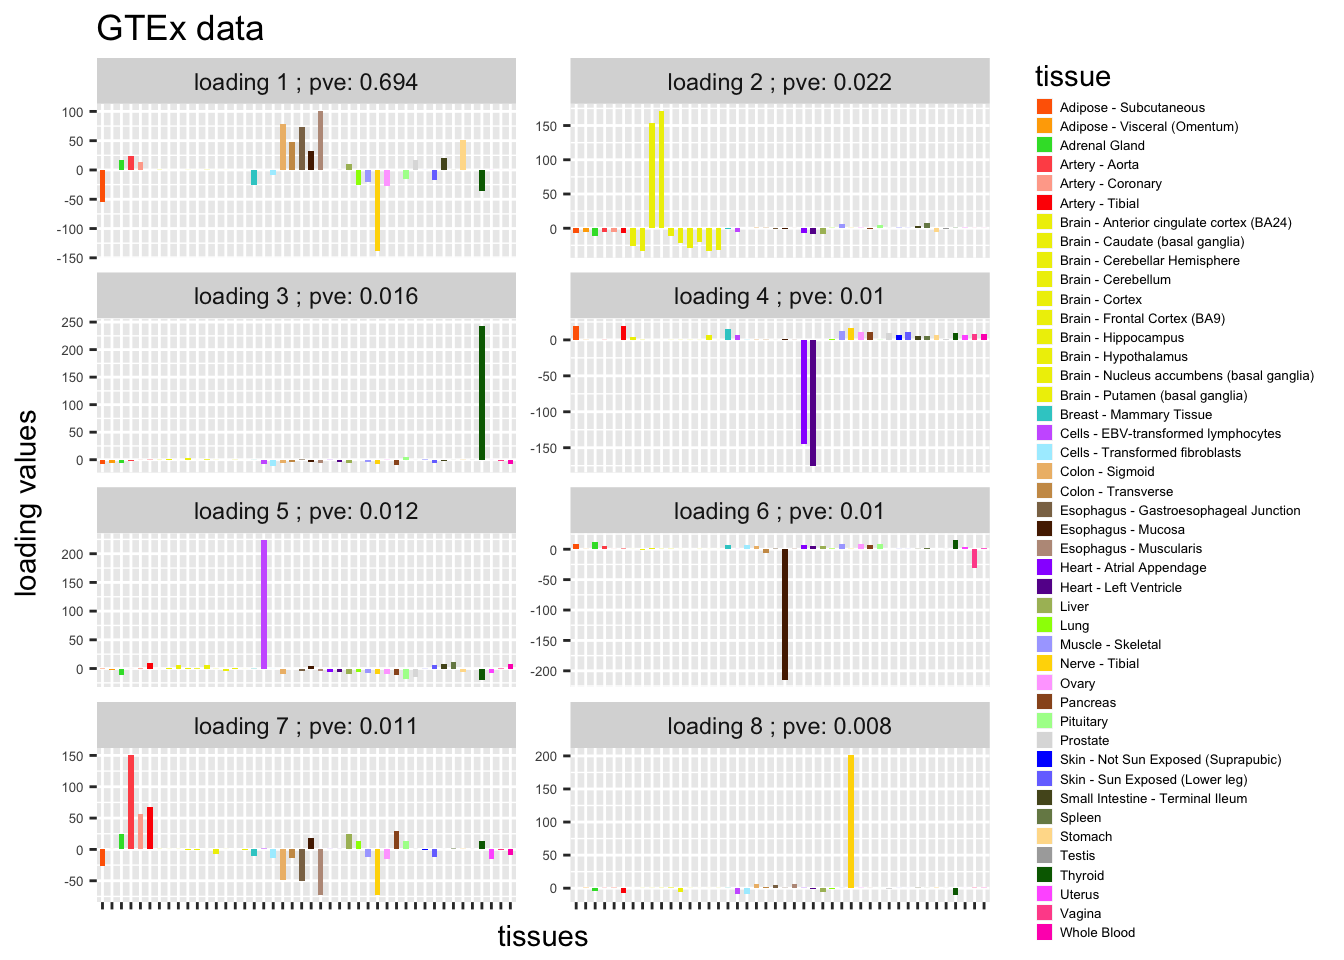 GTEx data
loading values
loading 1 ; pve: 0.694
100
50
0
-50
-100
-150
loading 2 ; pve: 0.022
150
100
50
0
loading 3 ; pve: 0.016
250
200
150
100
50
0
loading 4 ; pve: 0.01
0
-50
-100
-150
loading 5 ; pve: 0.012
200
150
100
50
0
loading 6 ; pve: 0.01
0
-50
-100
-150
-200
loading 7 ; pve: 0.011
150
100
50
0
-50
loading 8 ; pve: 0.008
200
150
100
50
0
tissues
tissue
Adipose - Subcutaneous
Adipose - Visceral (Omentum)
Adrenal Gland
Artery - Aorta
Artery - Coronary
Artery - Tibial
Brain - Anterior cingulate cortex (BA24)
Brain - Caudate (basal ganglia)
Brain - Cerebellar Hemisphere
Brain - Cerebellum
Brain - Cortex
Brain - Frontal Cortex (BA9)
Brain - Hippocampus
Brain - Hypothalamus
Brain - Nucleus accumbens (basal ganglia)
Brain - Putamen (basal ganglia)
Breast - Mammary Tissue
Cells - EBV-transformed lymphocytes
Cells - Transformed fibroblasts
Colon - Sigmoid
Colon - Transverse
Esophagus - Gastroesophageal Junction
Esophagus - Mucosa
Esophagus - Muscularis
Heart - Atrial Appendage
Heart - Left Ventricle
Liver
Lung
Muscle - Skeletal
Nerve - Tibial
Ovary
Pancreas
Pituitary
Prostate
Skin - Not Sun Exposed (Suprapubic)
Skin - Sun Exposed (Lower leg)
Small Intestine - Terminal Ileum
Spleen
Stomach
Testis
Thyroid
Uterus
Vagina
Whole Blood